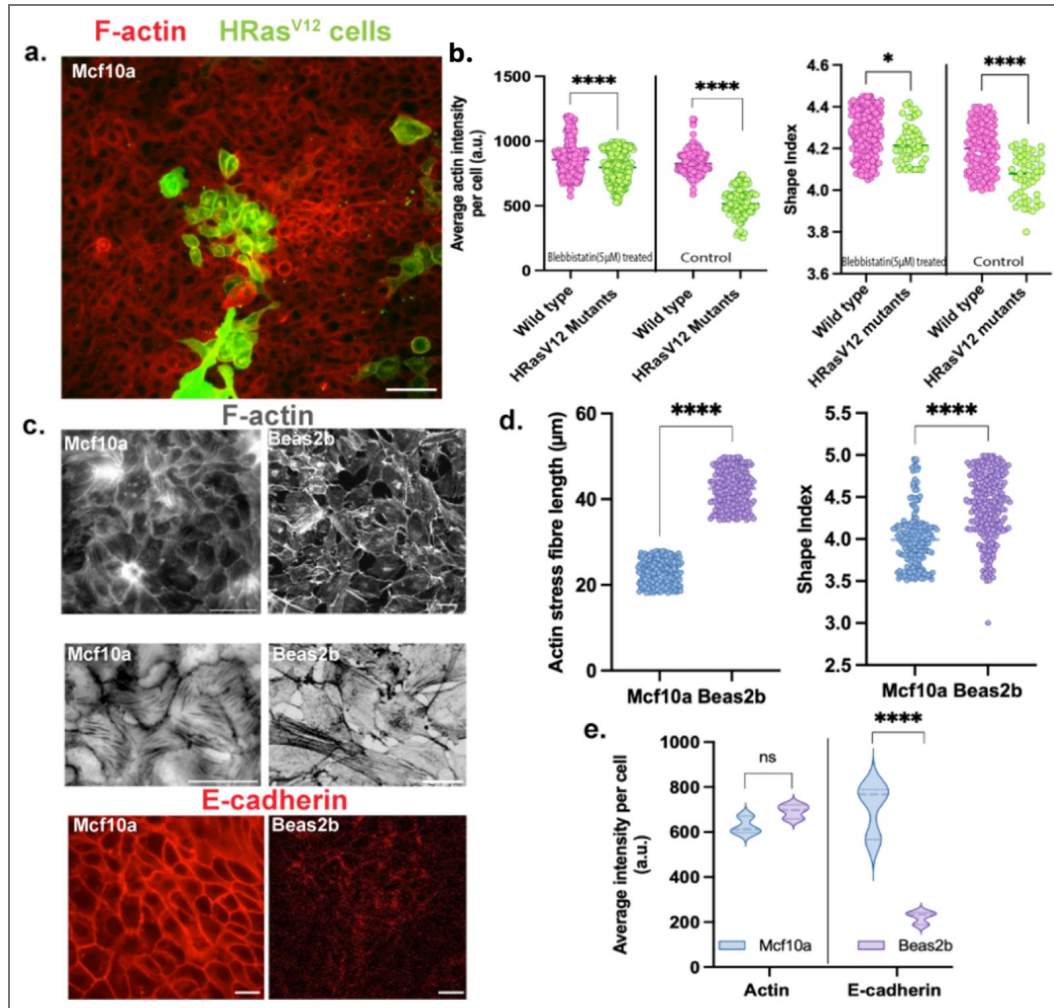 F-actin HRasV12 cells
a.
Mcf10a
b.
Average actin intensity
per cell (a.u.)
1500
1000
500
0
****
****
Blebbistatin(5µM) treated
Control
Wild type
HRasV12 Mutants
Wild type
HRasV12 Mutants
Shape Index
4.6
4.4
4.2
4.0
3.8
3.6
*
****
Blebbistatin(5µM) treated
Control
Wild type
HRasV12 mutants
Wild type
HRasV12 mutants
c.
F-actin
Mcf10a
Beas2b
Mcf10a
Beas2b
E-cadherin
Mcf10a
Beas2b
d.
Actin stress fibre length (µm)
60
40
20
0
****
Mcf10a Beas2b
Shape Index
5.5
5.0
4.5
4.0
3.5
3.0
2.5
****
Mcf10a Beas2b
e.
Average intensity per cell
(a.u.)
1000
800
600
400
200
0
ns
****
Mcf10a
Beas2b
Actin
E-cadherin